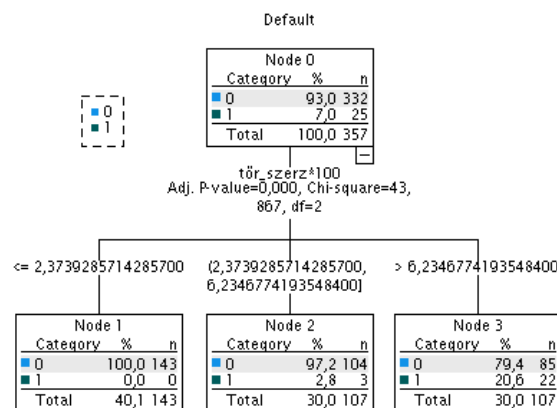 Default
Node 0
Category % n
0 93,0 332
1 7,0 25
Total 100,0 357
0
1
tör_szerz*100
Adj. P-value=0,000, Chi-square=43,
867, df=2
<= 2,3739285714285700
(2,3739285714285700,
6,2346774193548400]
> 6,2346774193548400
Node 1
Category % n
0 100,0 143
1 0,0 0
Total 40,1 143
Node 2
Category % n
0 97,2 104
1 2,8 3
Total 30,0 107
Node 3
Category % n
0 79,4 85
1 20,6 22
Total 30,0 107